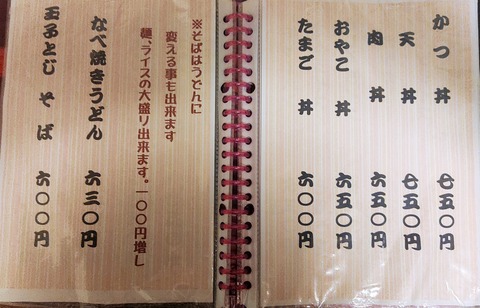 かつ丼 七五〇円
天丼 七五〇円
肉丼 六五〇円
おやこ丼 六五〇円
たまご丼 六〇〇円
※そばはうどんに
変える事も出来ます
麺、ライスの大盛り出来ます。一〇〇円増し
なべ焼きうどん 六三〇円
玉子とじそば 六〇〇円